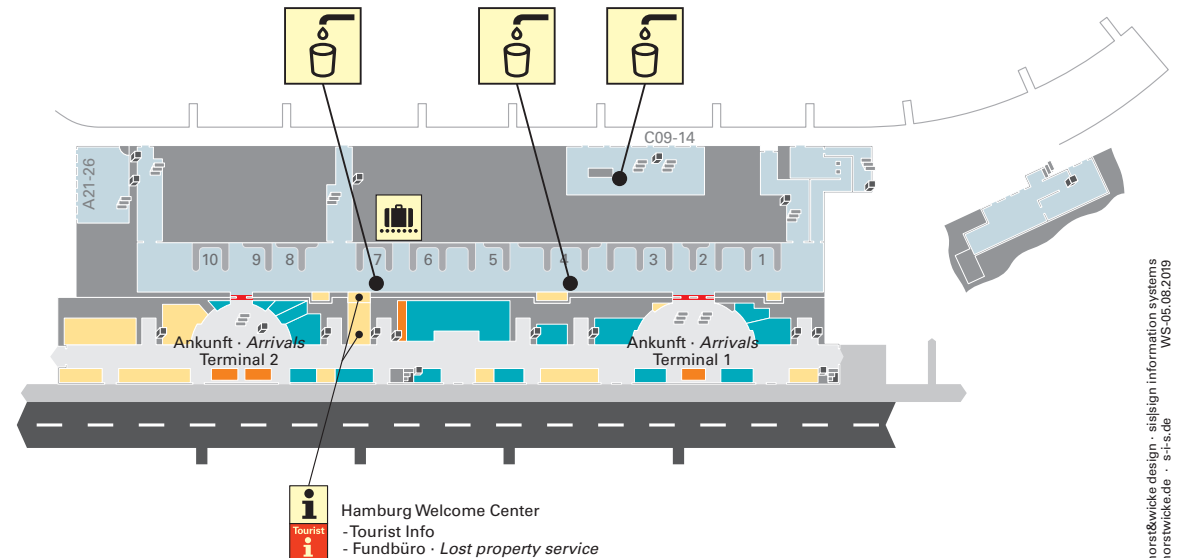 C09-14
A21-26
10
9
8
7
6
5
4
3
2
1
Ankunft · Arrivals
Terminal 2
Ankunft · Arrivals
Terminal 1
Hamburg Welcome Center
Tourist
- Tourist Info
- Fundbüro · Lost property service
horst&wicke design · sis|sign information systems
horstwicke.de · s-i-s.de WS-05.08.2019